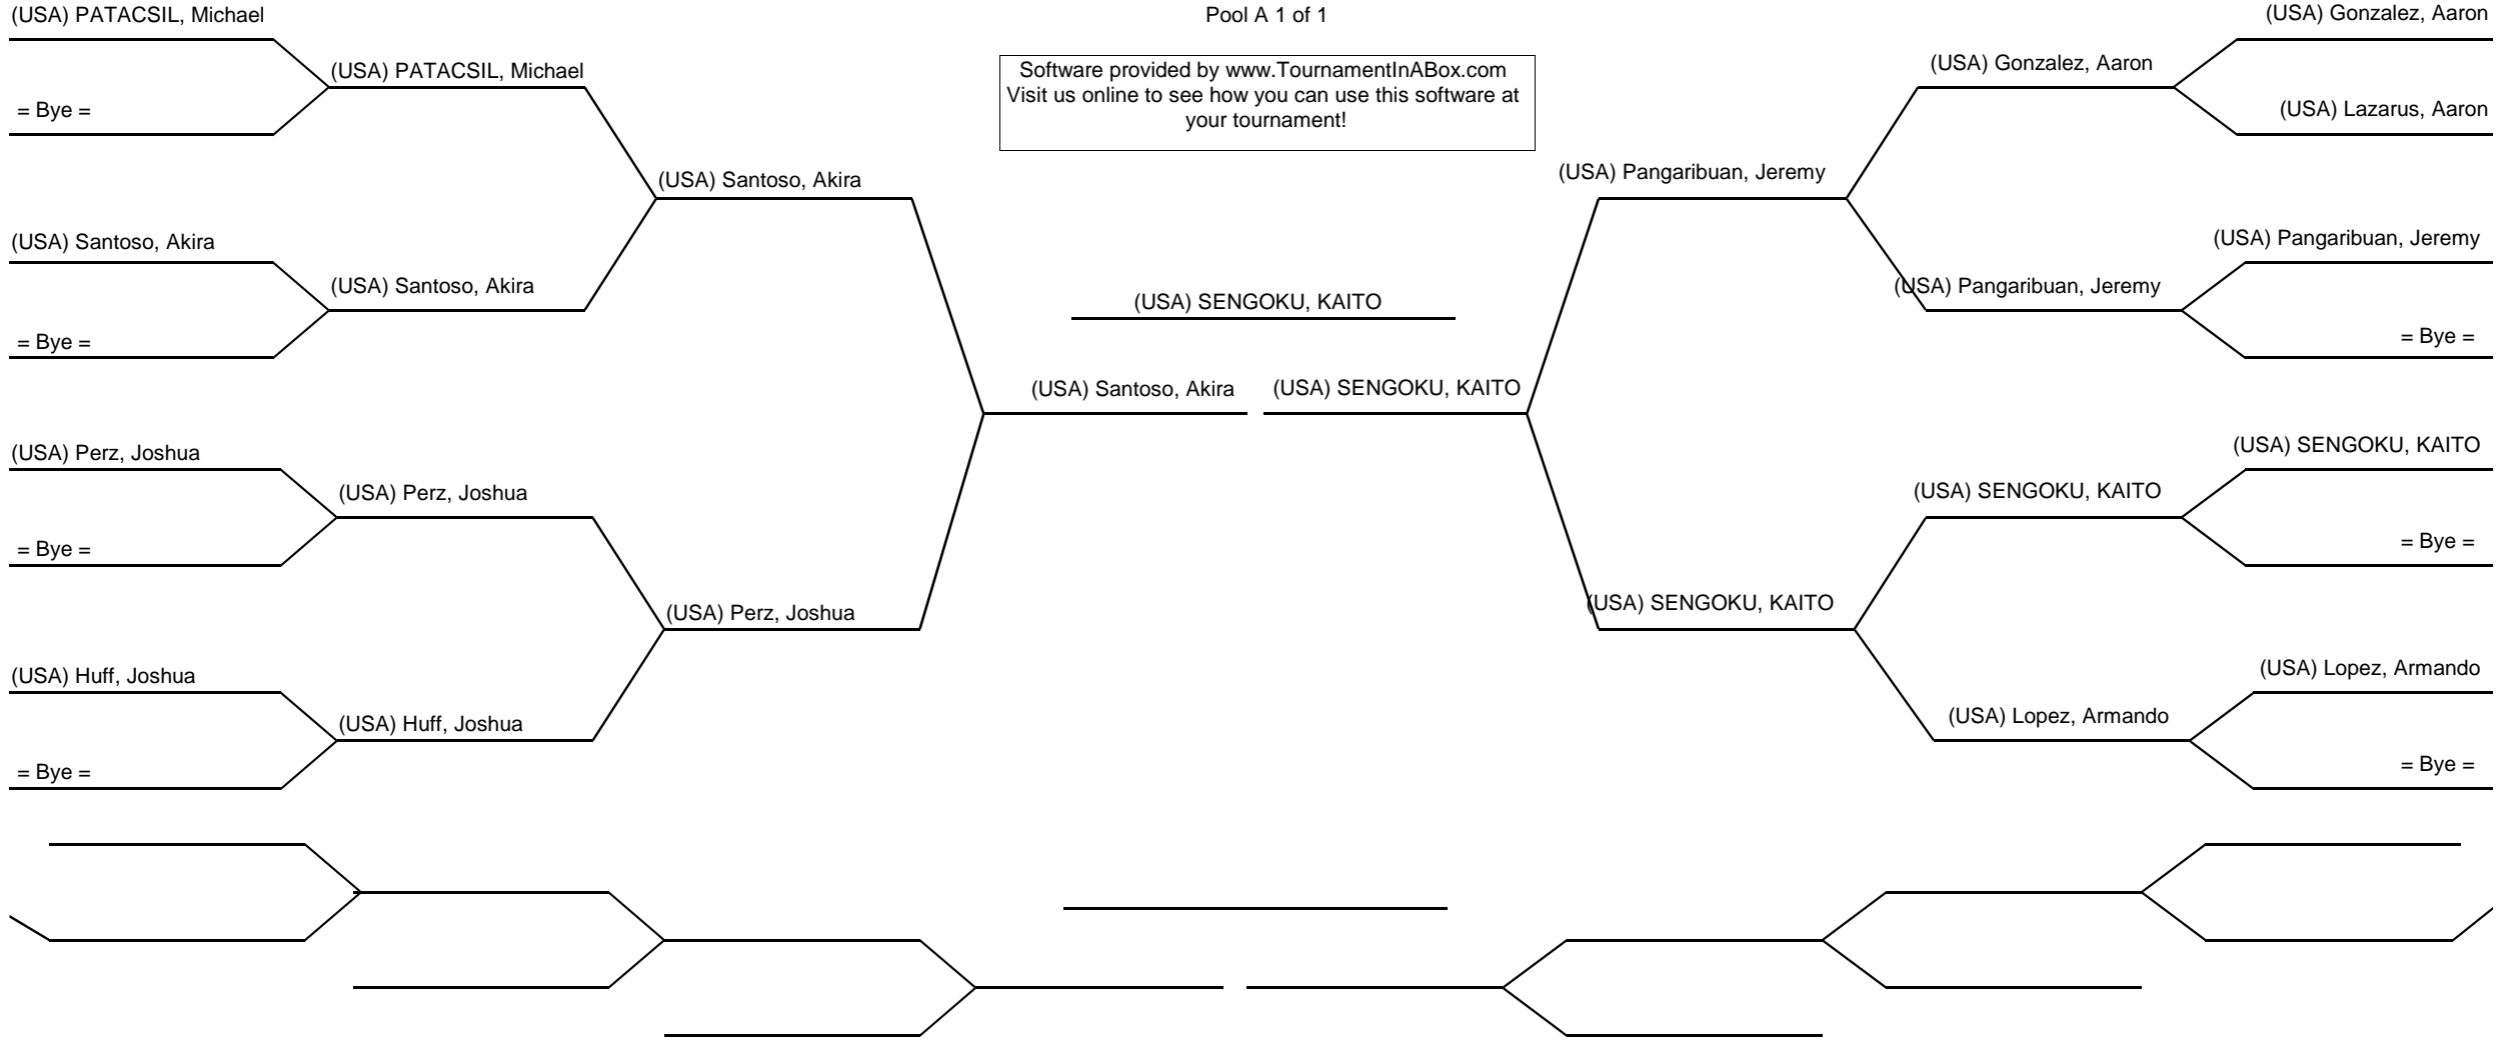 (USA) PATACSIL, Michael
Pool A 1 of 1
(USA) Gonzalez, Aaron
(USA) PATACSIL, Michael
Software provided by www.TournamentInABox.com
Visit us online to see how you can use this software at
your tournament!
(USA) Gonzalez, Aaron
= Bye =
(USA) Lazarus, Aaron
(USA) Santoso, Akira
(USA) Pangaribuan, Jeremy
(USA) Santoso, Akira
(USA) Pangaribuan, Jeremy
(USA) Santoso, Akira
(USA) SENGOKU, KAITO
(USA) Pangaribuan, Jeremy
= Bye =
= Bye =
(USA) Santoso, Akira
(USA) SENGOKU, KAITO
(USA) Perz, Joshua
(USA) SENGOKU, KAITO
(USA) Perz, Joshua
(USA) SENGOKU, KAITO
= Bye =
= Bye =
(USA) Perz, Joshua
(USA) SENGOKU, KAITO
(USA) Huff, Joshua
(USA) Lopez, Armando
(USA) Huff, Joshua
(USA) Lopez, Armando
= Bye =
= Bye =